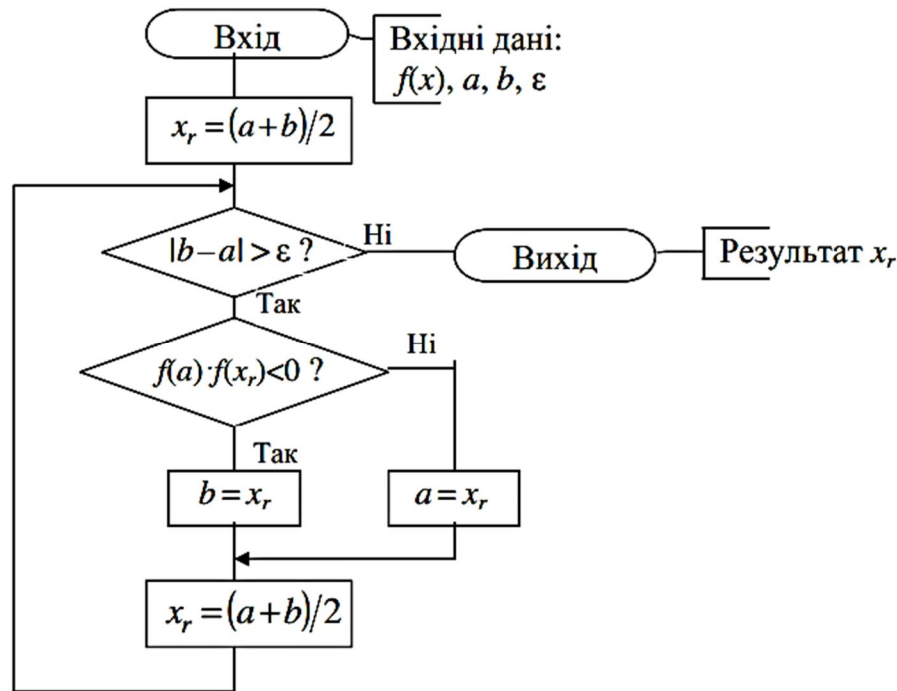 Вхід
Вхідні дані:
f(x), a, b, ε
x_r = (a+b)/2
|b−a| > ε ?
Ні
Вихід
Результат x_r
Так
f(a)·f(x_r)<0 ?
Ні
Так
b = x_r
a = x_r
x_r = (a+b)/2